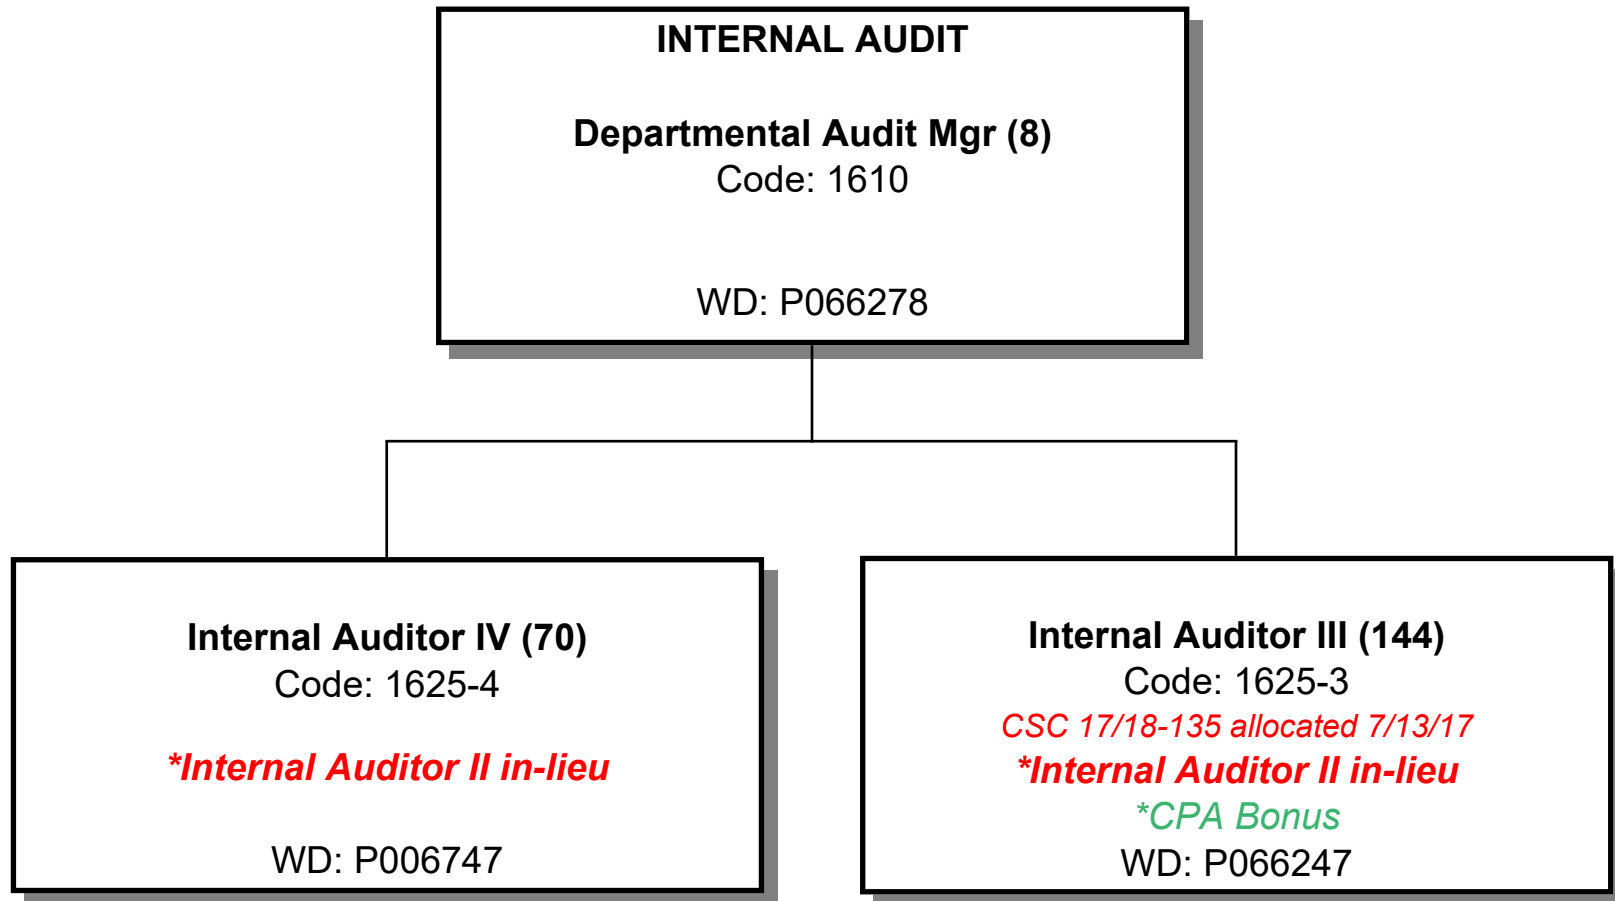 INTERNAL AUDIT
Departmental Audit Mgr (8)
Code: 1610
WD: P066278
Internal Auditor IV (70)
Code: 1625-4
*Internal Auditor II in-lieu
WD: P006747
Internal Auditor III (144)
Code: 1625-3
CSC 17/18-135 allocated 7/13/17
*Internal Auditor II in-lieu
*CPA Bonus
WD: P066247